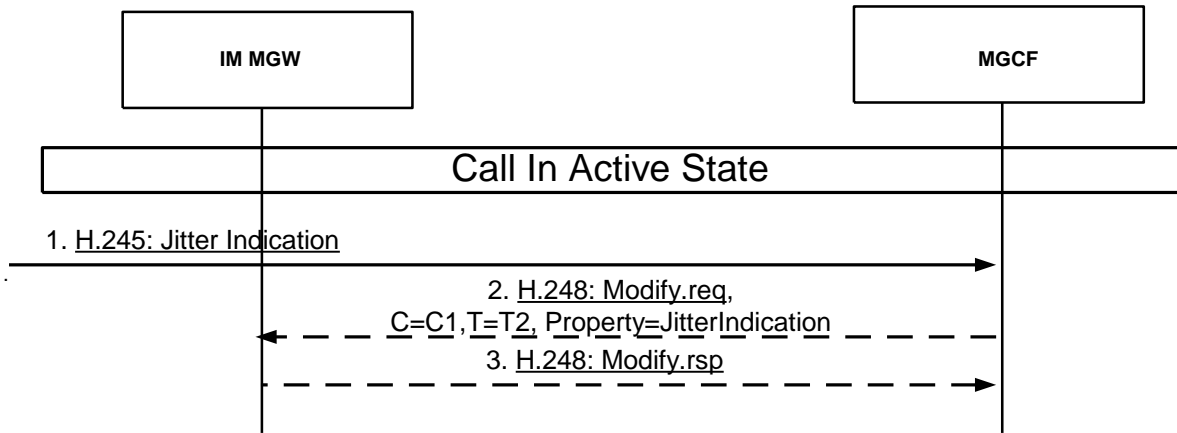 IM MGW
MGCF
Call In Active State
1. H.245: Jitter Indication
.
2. H.248: Modify.req,
C=C1,T=T2, Property=JitterIndication
3. H.248: Modify.rsp